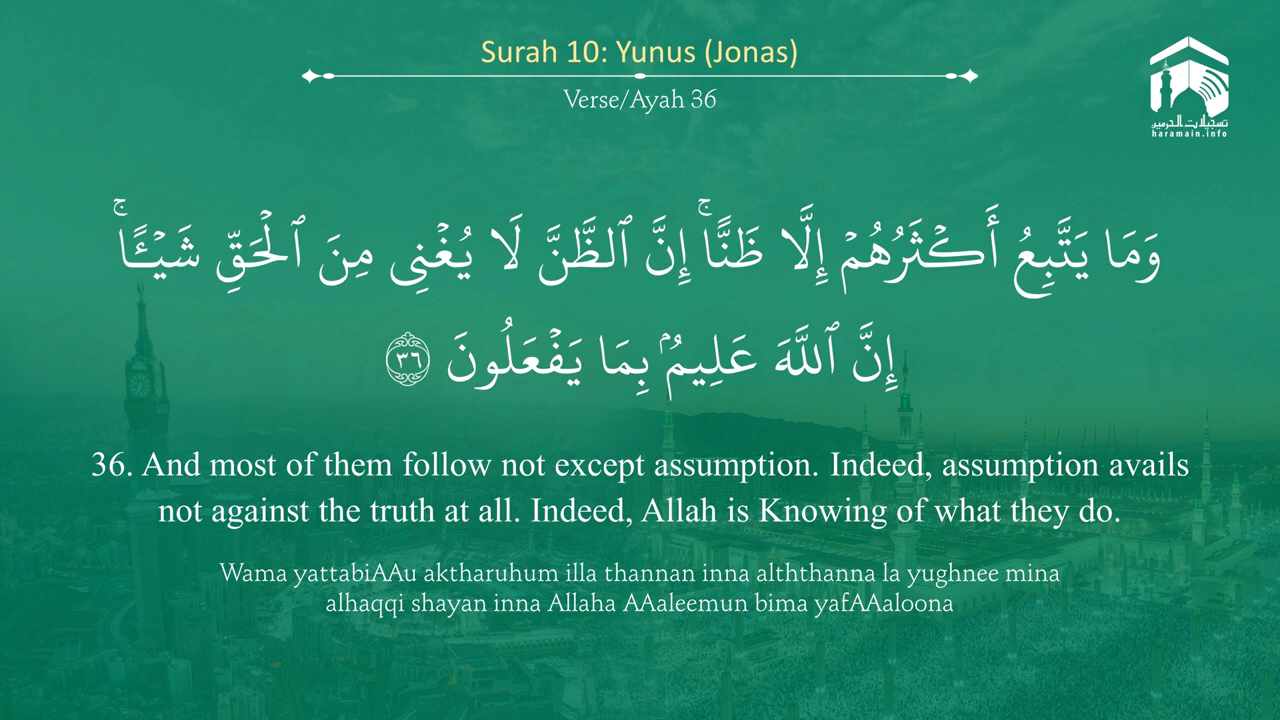 Surah 10: Yunus (Jonas)
Verse/Ayah 36
تسجيلات الحرمين
haramain.info
وَمَا يَتَّبِعُ أَكۡثَرُهُمۡ إِلَّا ظَنًّاۚ إِنَّ ٱلظَّنَّ لَا يُغۡنِي مِنَ ٱلۡحَقِّ شَيۡـًٔاۚ
إِنَّ ٱللَّهَ عَلِيمُۢ بِمَا يَفۡعَلُونَ ٣٦
36. And most of them follow not except assumption. Indeed, assumption avails
not against the truth at all. Indeed, Allah is Knowing of what they do.
Wama yattabiAAu aktharuhum illa thannan inna alththanna la yughnee mina
alhaqqi shayan inna Allaha AAaleemun bima yafAAaloona